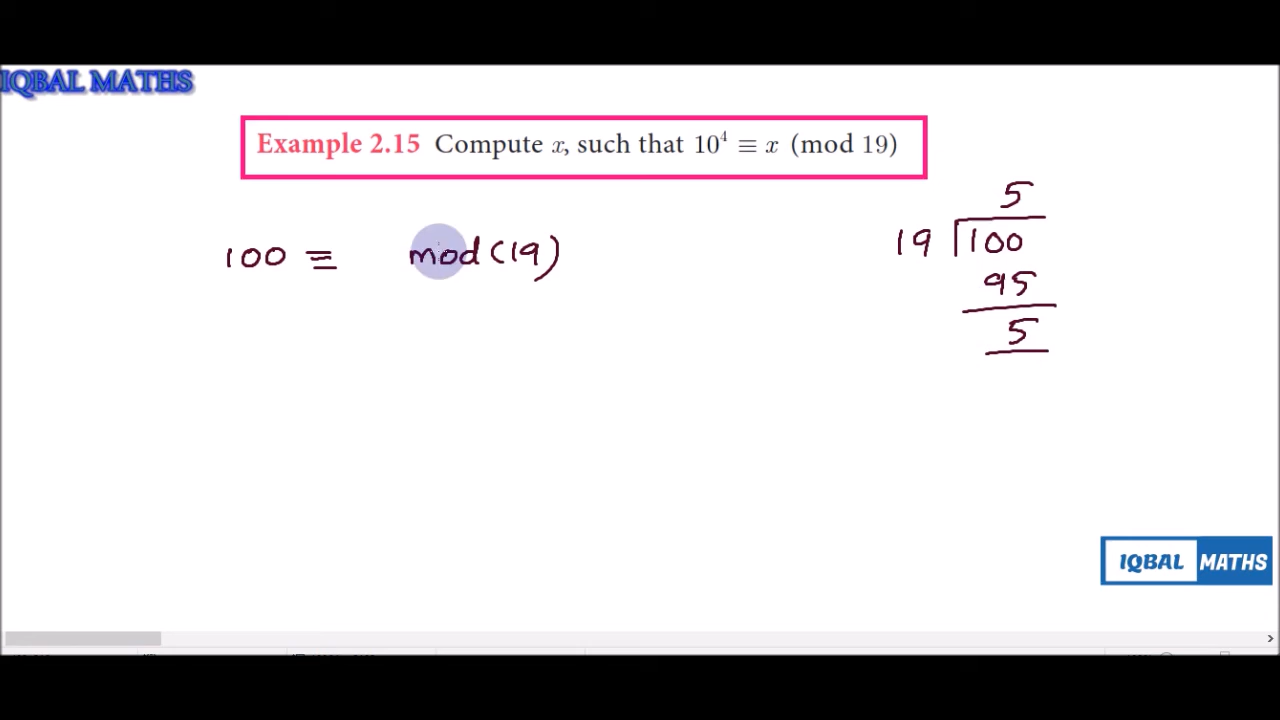 IQBAL MATHS
Example 2.15 Compute x, such that 10⁴ ≡ x (mod 19)
100 ≡ mod(19)
5
19 100
95
5
IQBAL MATHS